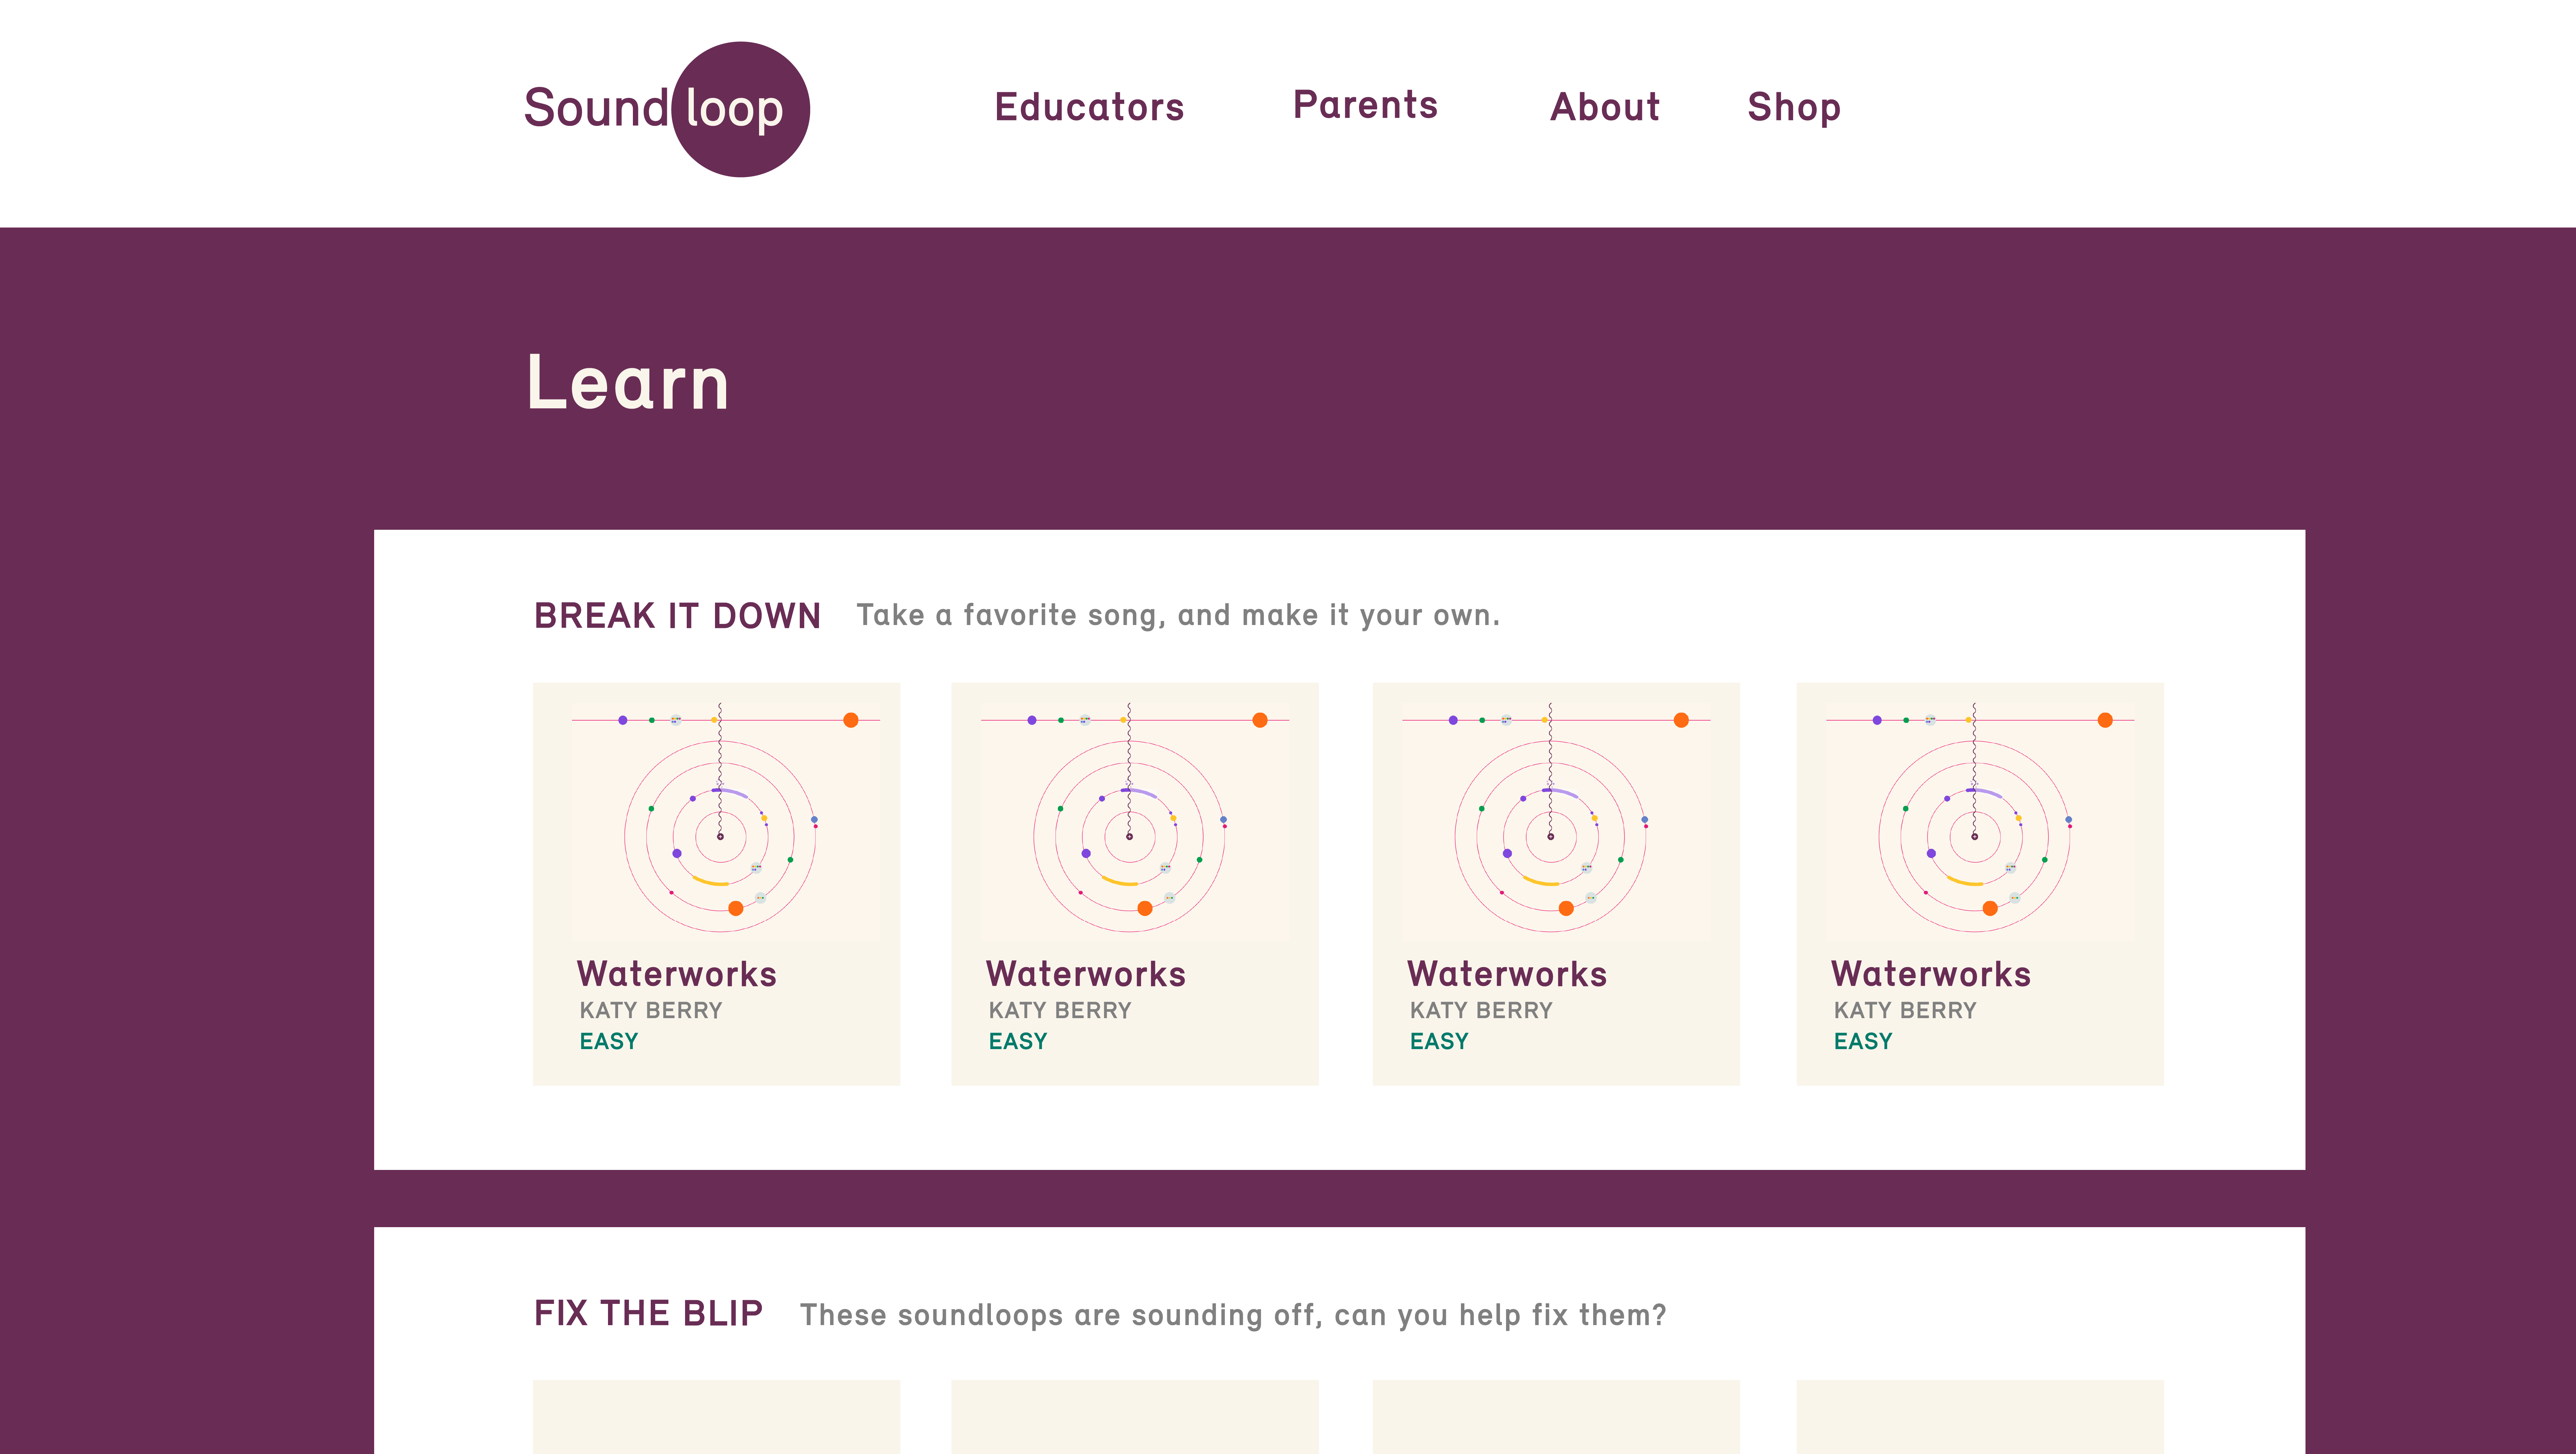 Soundloop
Educators Parents About Shop
Learn
BREAK IT DOWN Take a favorite song, and make it your own.
Waterworks Waterworks Waterworks Waterworks
KATY BERRY KATY BERRY KATY BERRY KATY BERRY
EASY EASY EASY EASY
FIX THE BLIP These soundloops are sounding off, can you help fix them?